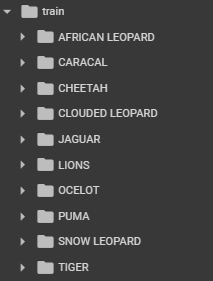 train
AFRICAN LEOPARD
CARACAL
CHEETAH
CLOUDED LEOPARD
JAGUAR
LIONS
OCELOT
PUMA
SNOW LEOPARD
TIGER